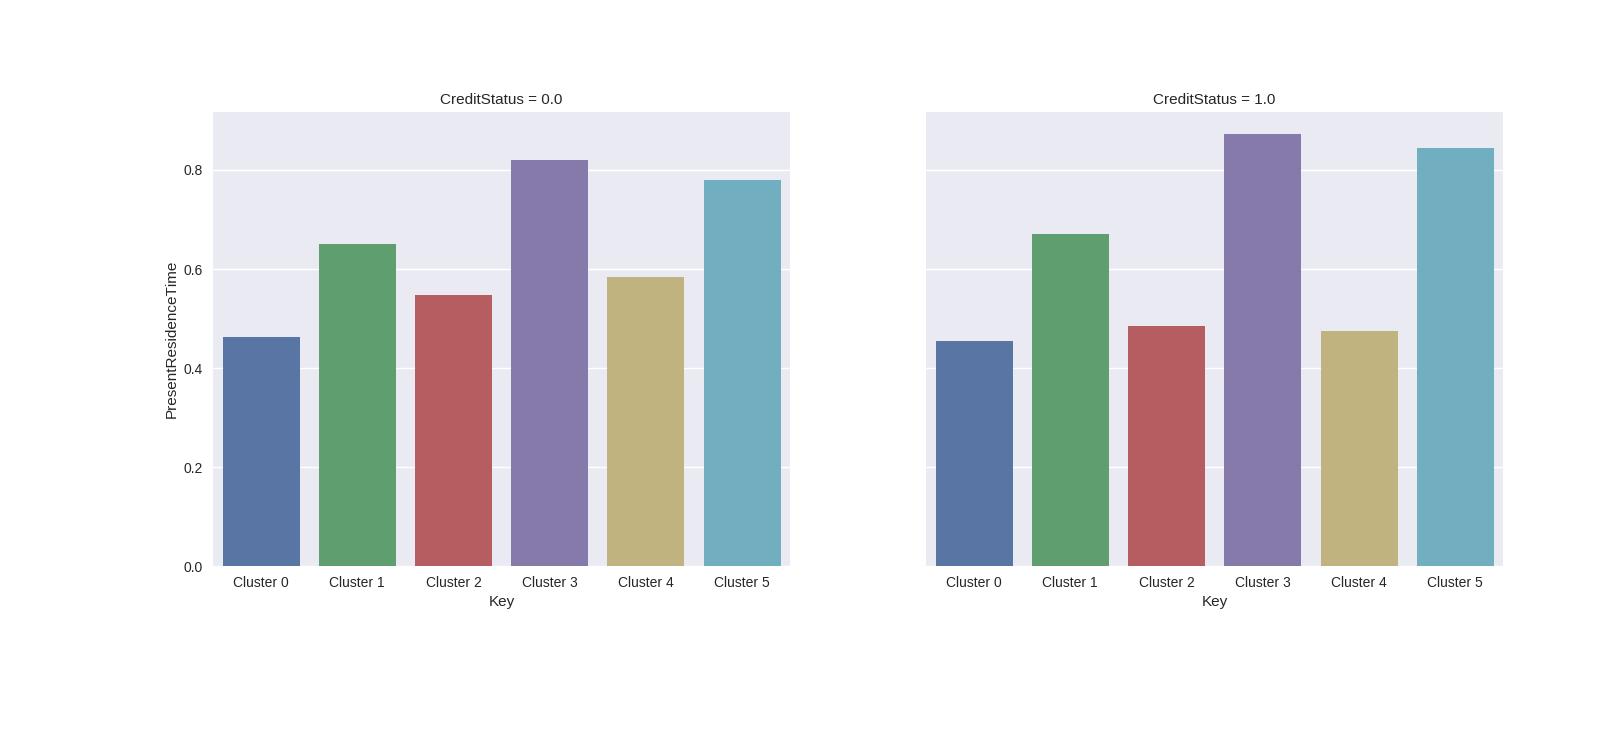 CreditStatus = 0.0
PresentResidenceTime
0.8
0.6
0.4
0.2
0.0
Cluster 0 Cluster 1 Cluster 2 Cluster 3 Cluster 4 Cluster 5
Key
CreditStatus = 1.0
Cluster 0 Cluster 1 Cluster 2 Cluster 3 Cluster 4 Cluster 5
Key